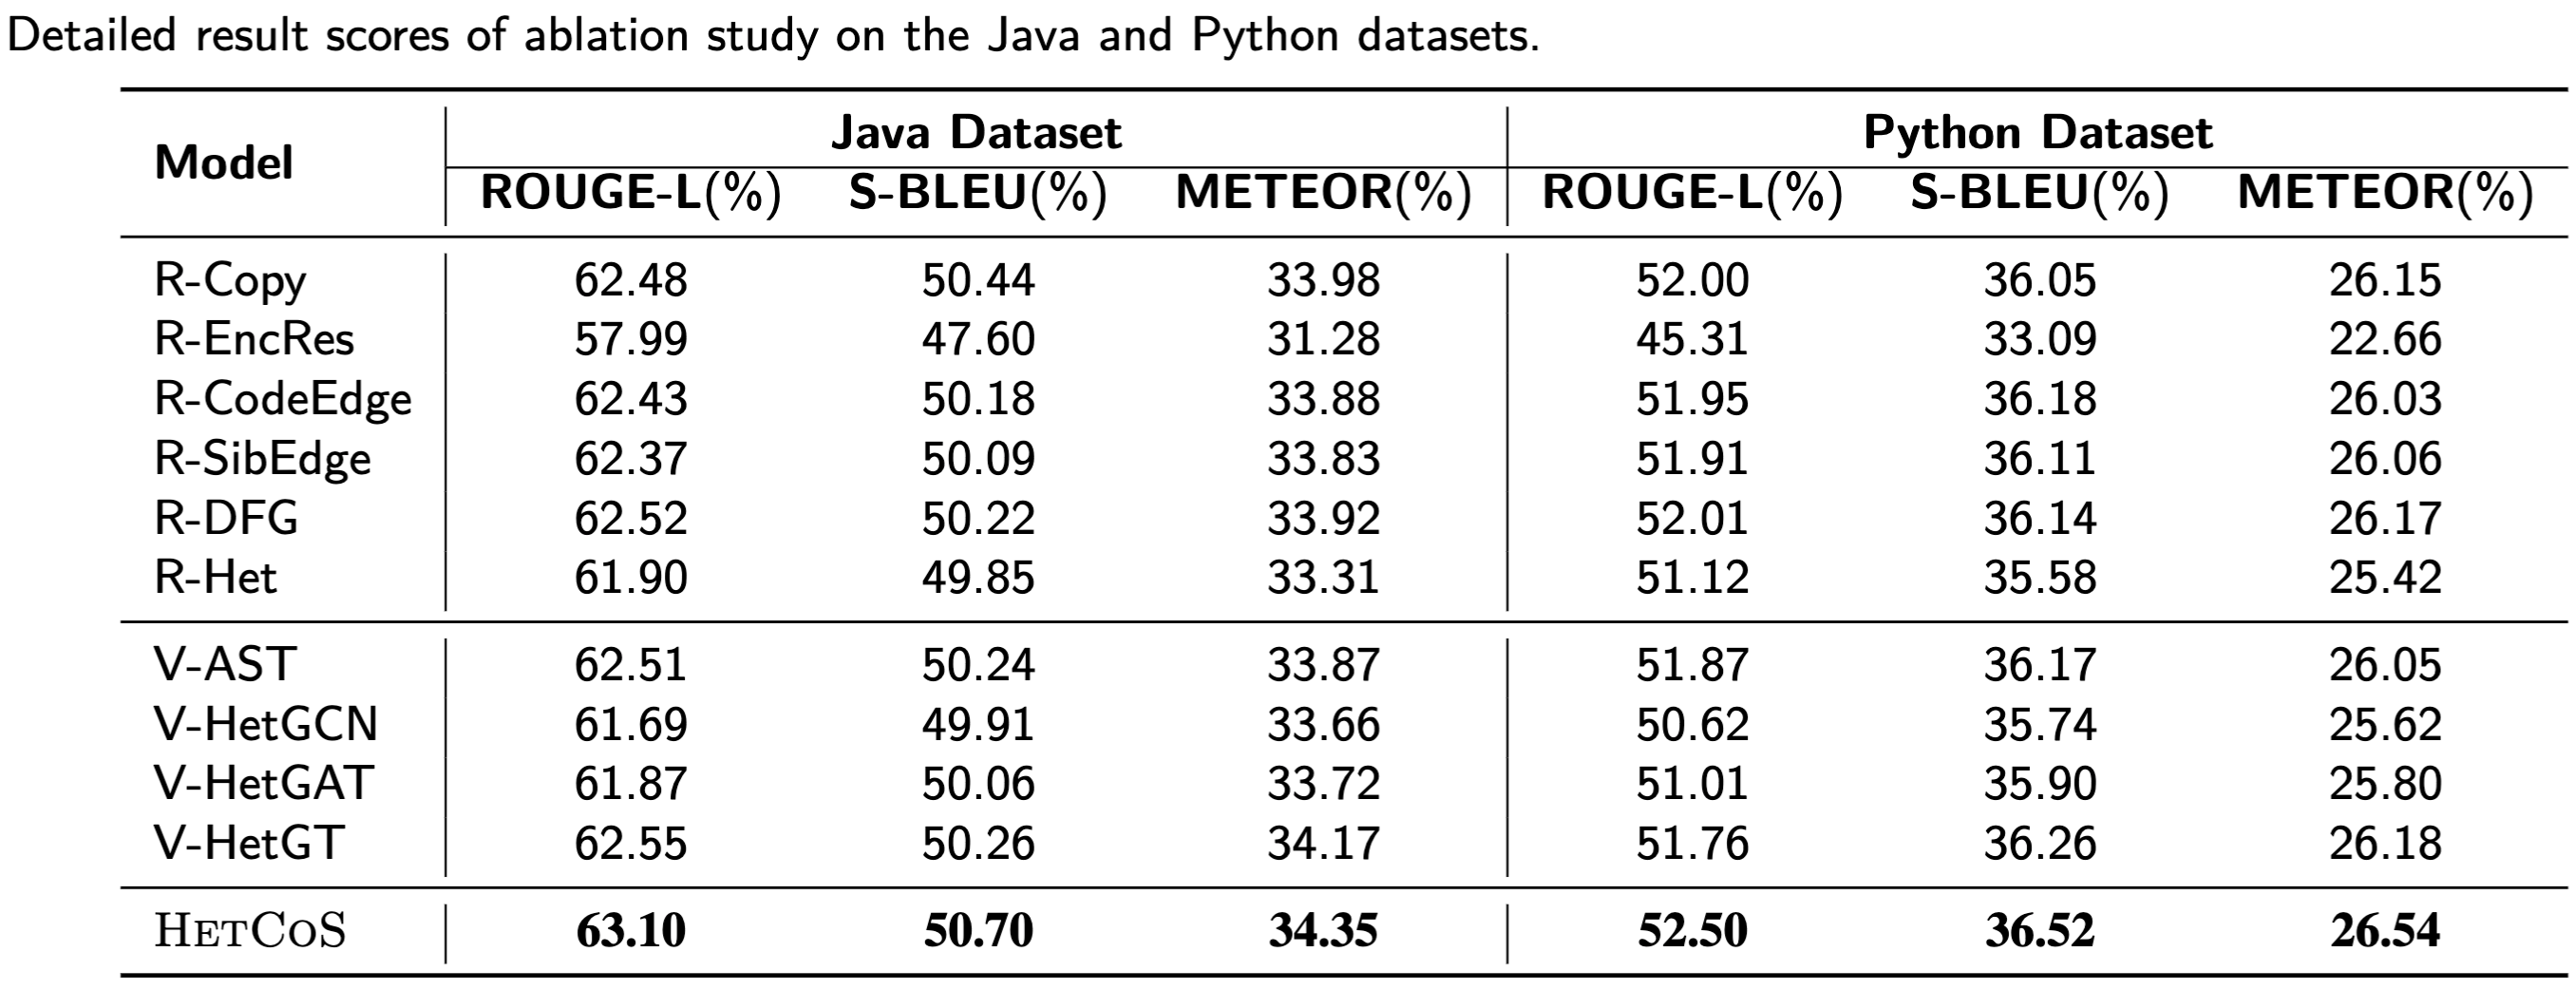 Detailed result scores of ablation study on the Java and Python datasets.
Model Java Dataset Python Dataset
ROUGE-L(%) S-BLEU(%) METEOR(%) ROUGE-L(%) S-BLEU(%) METEOR(%)
R-Copy 62.48 50.44 33.98 52.00 36.05 26.15
R-EncRes 57.99 47.60 31.28 45.31 33.09 22.66
R-CodeEdge 62.43 50.18 33.88 51.95 36.18 26.03
R-SibEdge 62.37 50.09 33.83 51.91 36.11 26.06
R-DFG 62.52 50.22 33.92 52.01 36.14 26.17
R-Het 61.90 49.85 33.31 51.12 35.58 25.42
V-AST 62.51 50.24 33.87 51.87 36.17 26.05
V-HetGCN 61.69 49.91 33.66 50.62 35.74 25.62
V-HetGAT 61.87 50.06 33.72 51.01 35.90 25.80
V-HetGT 62.55 50.26 34.17 51.76 36.26 26.18
HETCOS 63.10 50.70 34.35 52.50 36.52 26.54